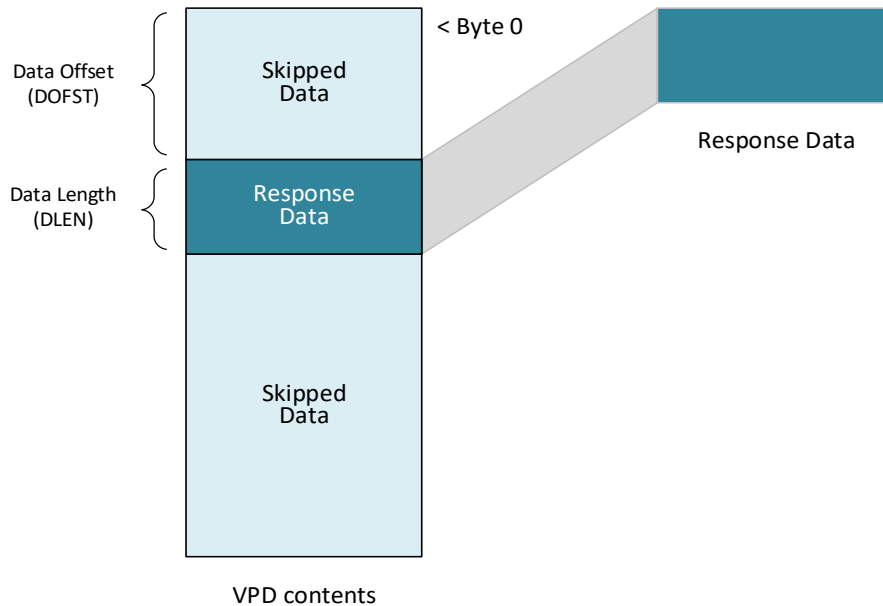 < Byte 0
Data Offset
(DOFST)
Skipped
Data
Data Length
(DLEN)
Response
Data
Response Data
Skipped
Data
VPD contents